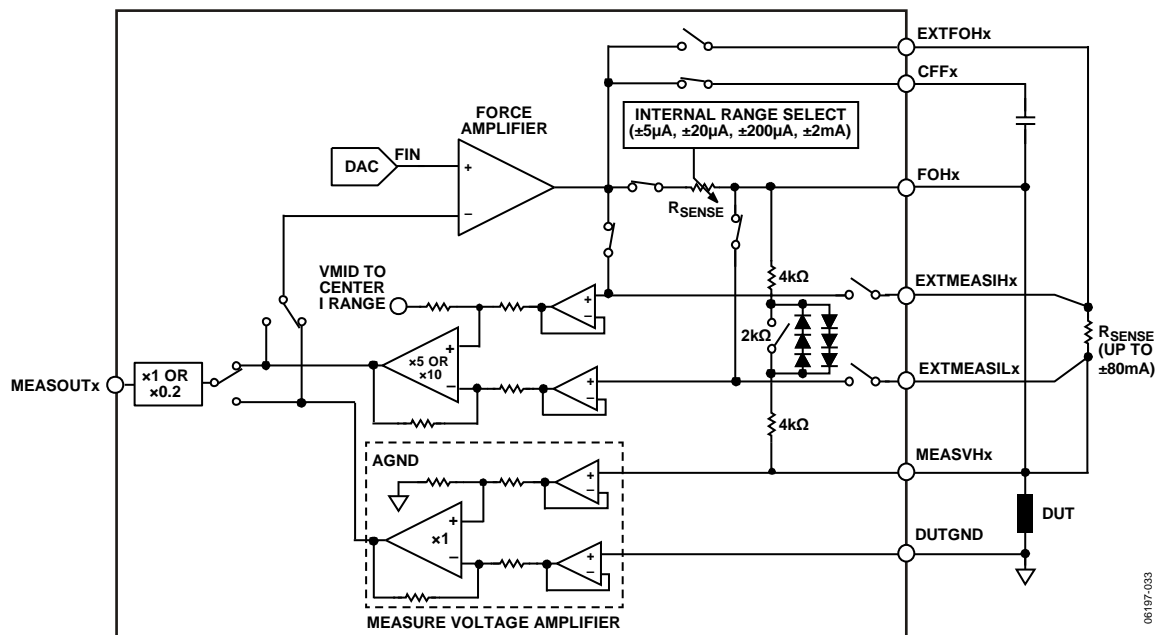 EXTFOHx
CFFx
FORCE
AMPLIFIER
INTERNAL RANGE SELECT
(±5µA, ±20µA, ±200µA, ±2mA)
DAC
FIN
+
−
FOHx
RSENSE
VMID TO
CENTER
I RANGE
4kΩ
EXTMEASIHx
+
−
2kΩ
RSENSE
(UP TO
±80mA)
×5 OR
×10
+
−
MEASOUTx
×1 OR
×0.2
+
−
EXTMEASILx
4kΩ
AGND
MEASVHx
+
−
×1
+
−
DUT
DUTGND
+
−
MEASURE VOLTAGE AMPLIFIER
06197-033